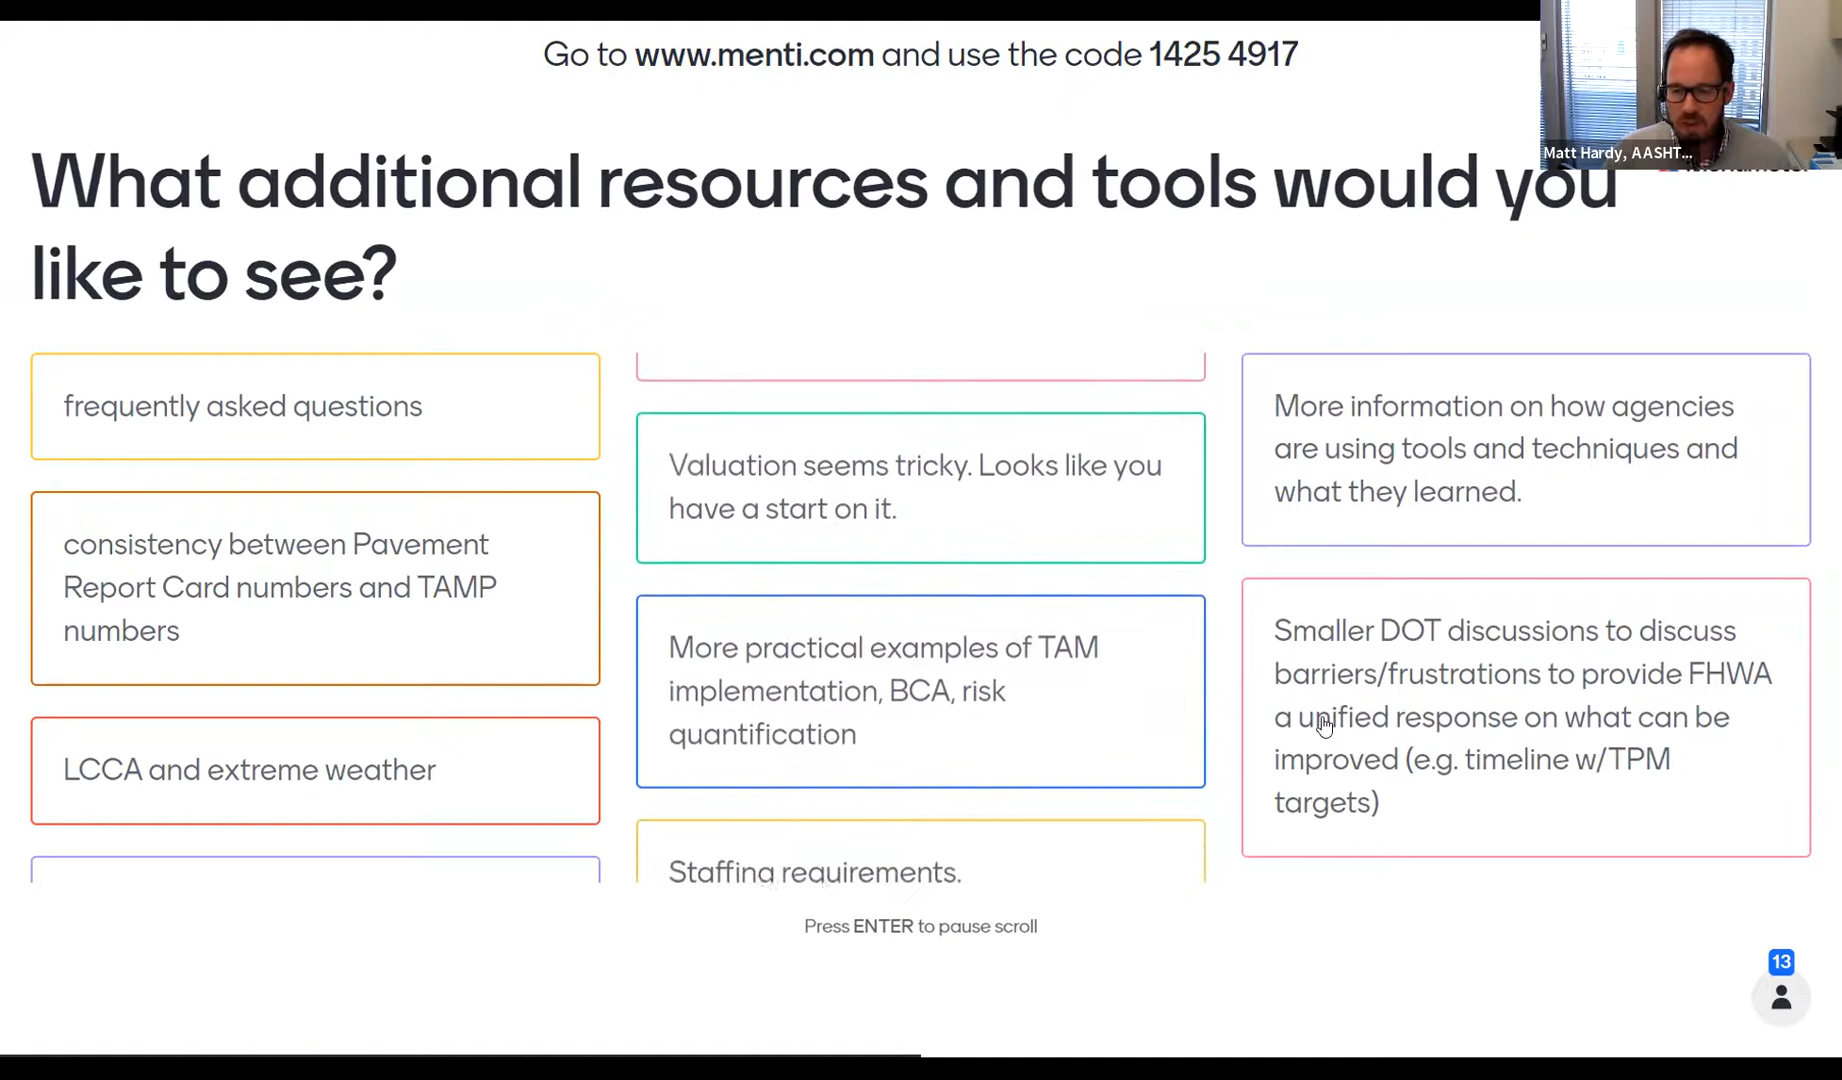 Go to www.menti.com and use the code 1425 4917
Matt Hardy, AASHT...
What additional resources and tools would you
like to see?
frequently asked questions
consistency between Pavement
Report Card numbers and TAMP
numbers
LCCA and extreme weather
Valuation seems tricky. Looks like you
have a start on it.
More practical examples of TAM
implementation, BCA, risk
quantification
Staffing requirements.
More information on how agencies
are using tools and techniques and
what they learned.
Smaller DOT discussions to discuss
barriers/frustrations to provide FHWA
a unified response on what can be
improved (e.g. timeline w/TPM
targets)
Press ENTER to pause scroll
13